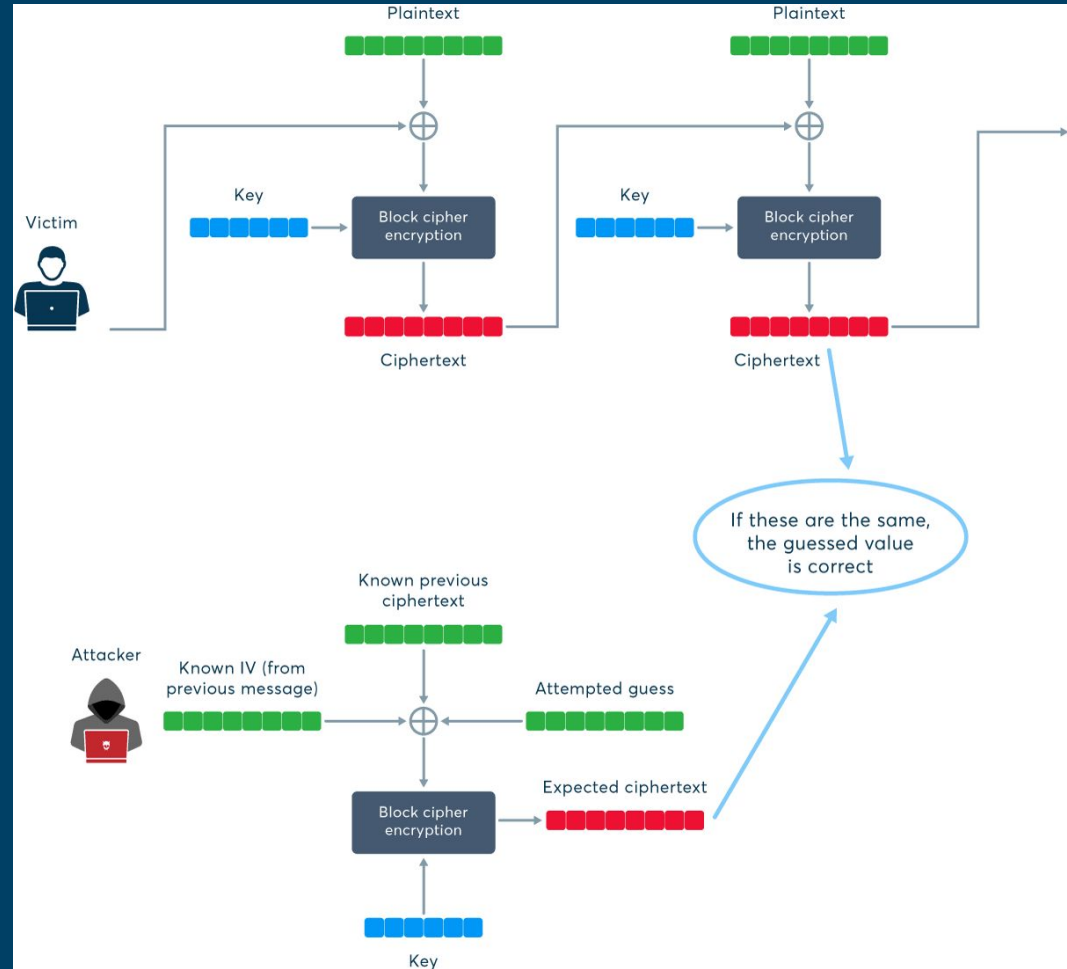 Plaintext
Plaintext
Key
Key
Block cipher
encryption
Block cipher
encryption
Victim
Ciphertext
Ciphertext
If these are the same,
the guessed value
is correct
Known previous
ciphertext
Attacker
Known IV (from
previous message)
Attempted guess
Expected ciphertext
Block cipher
encryption
Key